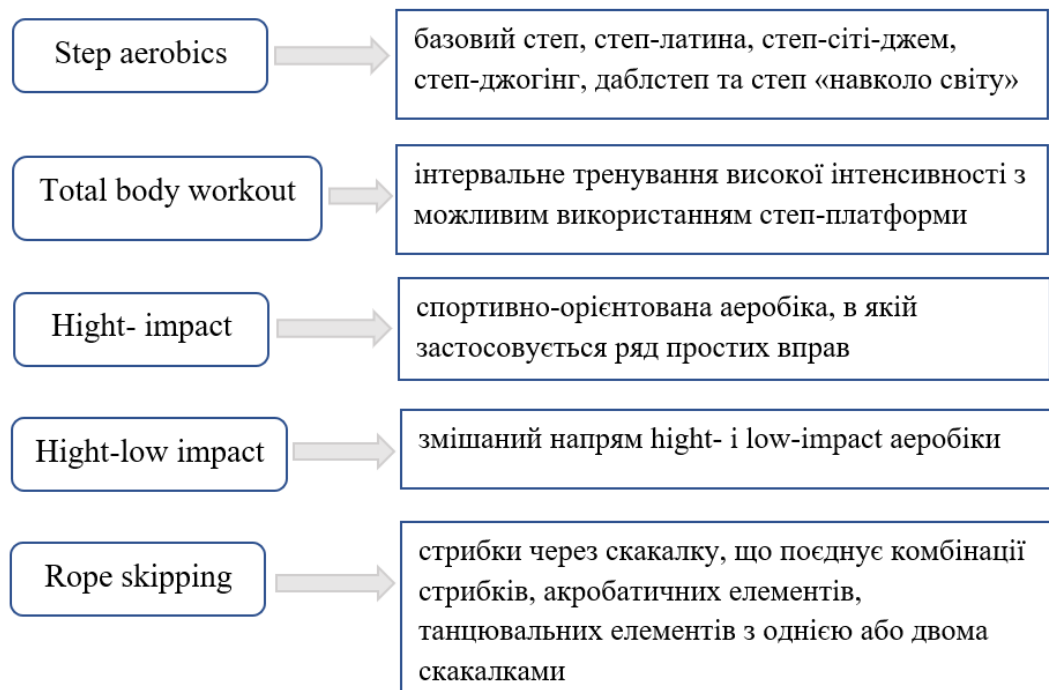 Step aerobics
базовий степ, степ-латина, степ-сіті-джем,
степ-джогінг, даблстеп та степ «навколо світу»
Total body workout
інтервальне тренування високої інтенсивності з
можливим використанням степ-платформи
Hight- impact
спортивно-орієнтована аеробіка, в якій
застосовується ряд простих вправ
Hight-low impact
змішаний напрям hight- і low-impact аеробіки
Rope skipping
стрибки через скакалку, що поєднує комбінації
стрибків, акробатичних елементів,
танцювальних елементів з однією або двома
скакалками